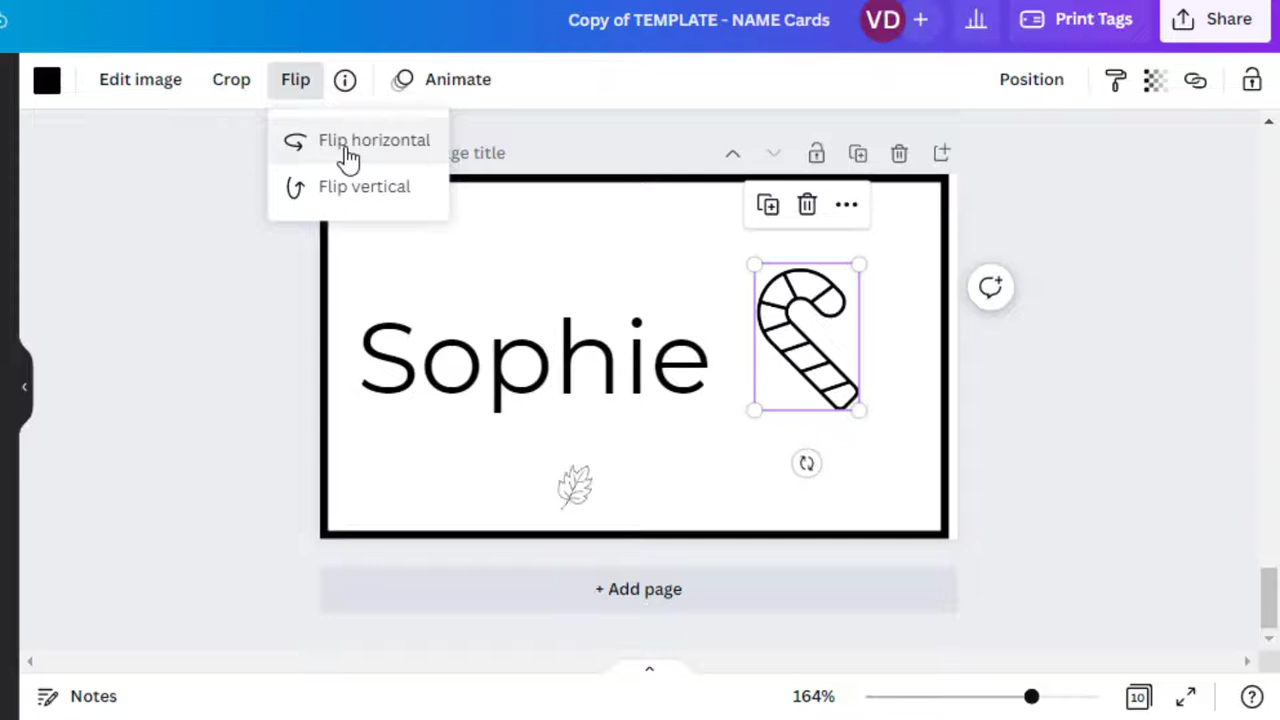 Copy of TEMPLATE - NAME Cards
VD
Print Tags
Share
Edit image
Crop
Flip
Animate
Position
Flip horizontal
Flip vertical
title
Sophie
+ Add page
Notes
164%
10